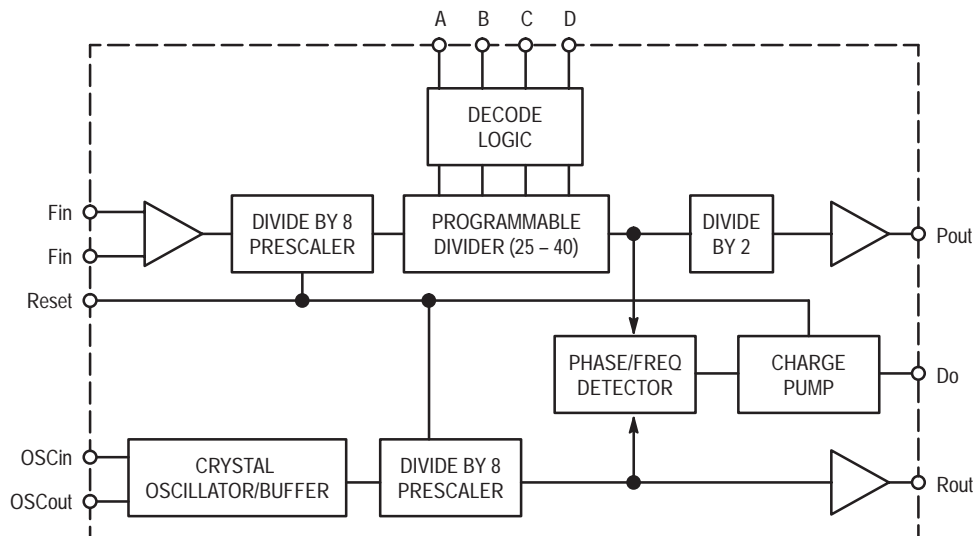 A B C D
DECODE
LOGIC
Fin
Fin
DIVIDE BY 8
PRESCALER
PROGRAMMABLE
DIVIDER (25 – 40)
DIVIDE
BY 2
Pout
Reset
PHASE/FREQ
DETECTOR
CHARGE
PUMP
Do
OSCin
OSCout
CRYSTAL
OSCILLATOR/BUFFER
DIVIDE BY 8
PRESCALER
Rout